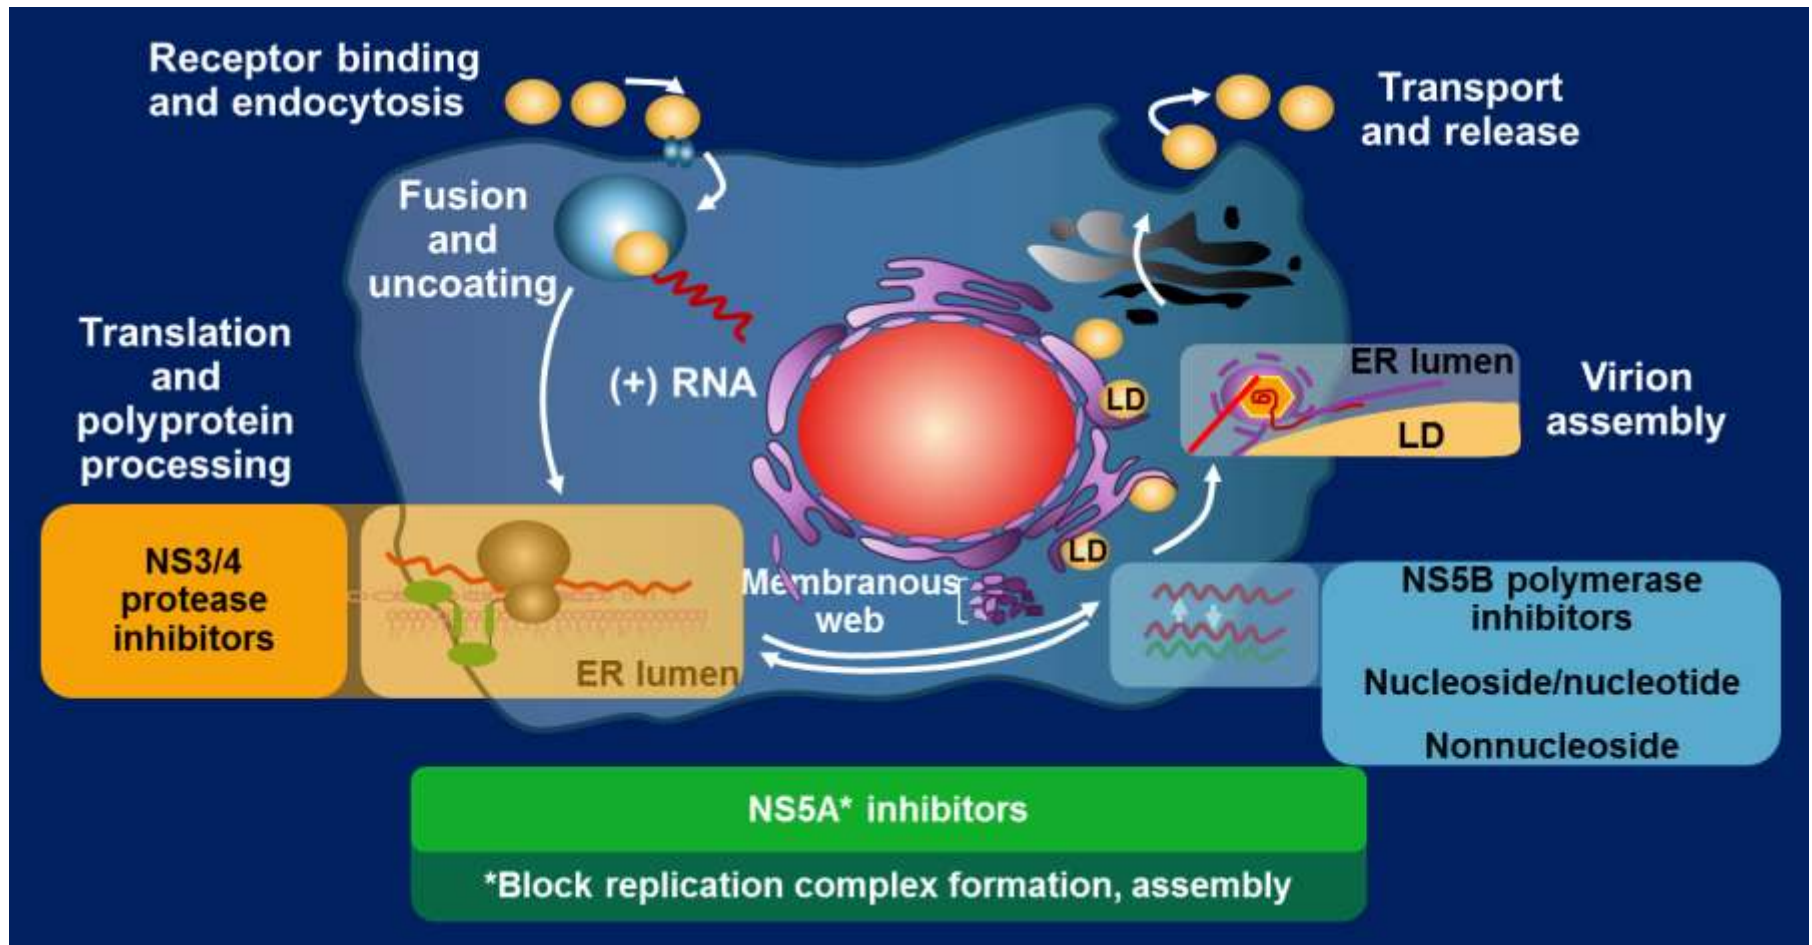 Receptor binding
and endocytosis
Transport
and release
Fusion
and
uncoating
Translation
and
polyprotein
processing
(+) RNA
LD
ER lumen
LD
Virion
assembly
NS3/4
protease
inhibitors
ER lumen
Membranous
web
LD
NS5B polymerase
inhibitors
Nucleoside/nucleotide
Nonnucleoside
NS5A* inhibitors
*Block replication complex formation, assembly